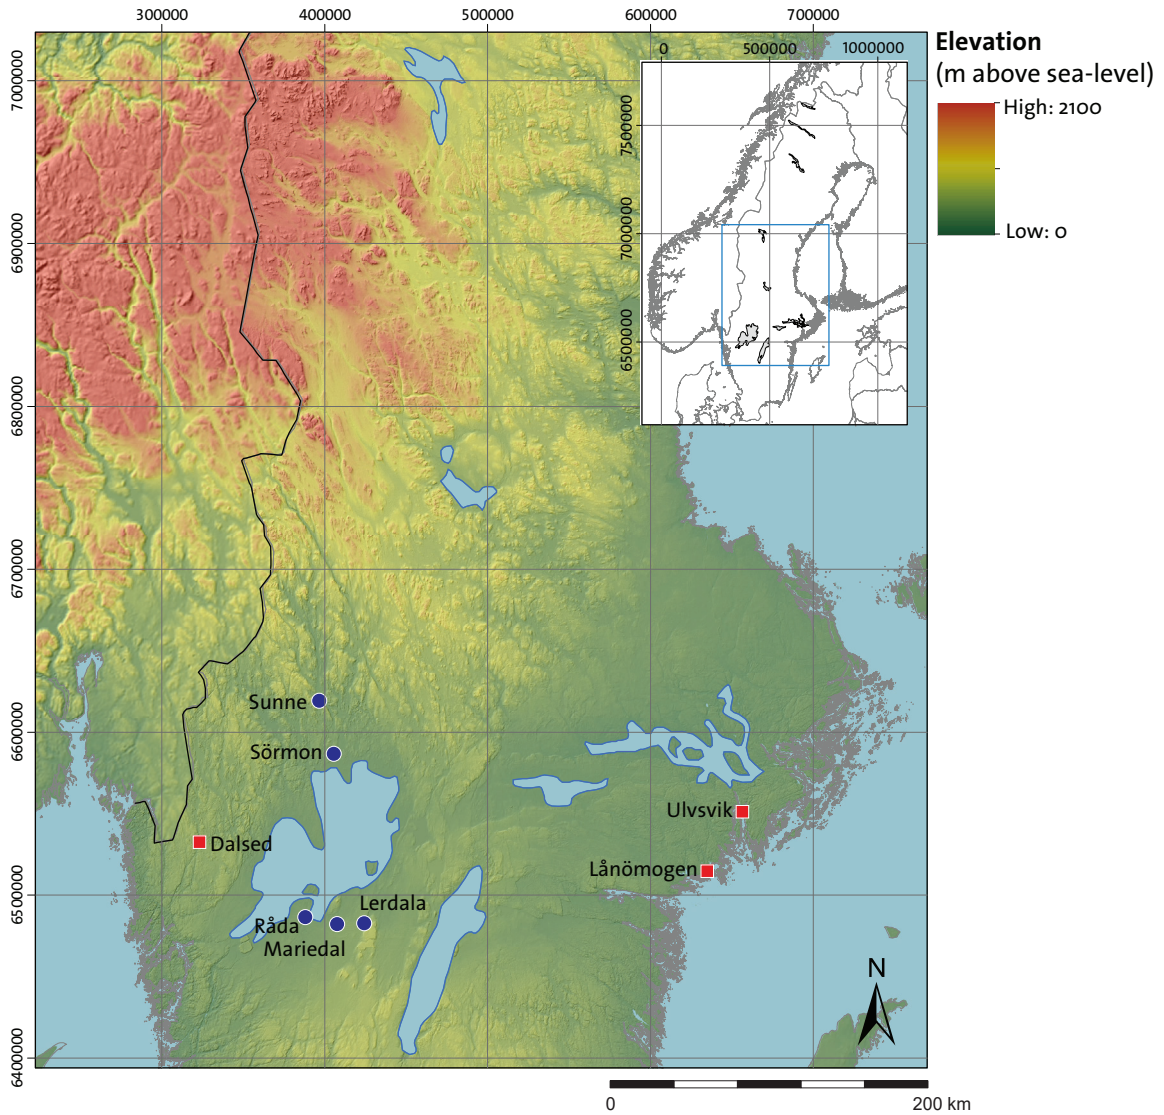 300000 400000 500000 600000 700000
Elevation
(m above sea-level)
High: 2100
Low: 0
0 5000000 1000000
7500000
7000000
6500000
7000000
6900000
6800000
6700000
6600000
6500000
6400000
Sunne
Sörmon
Ulvsvik
Dalsed
Lånömogen
Lerdala
Råda
Mariedal
N
0 200 km